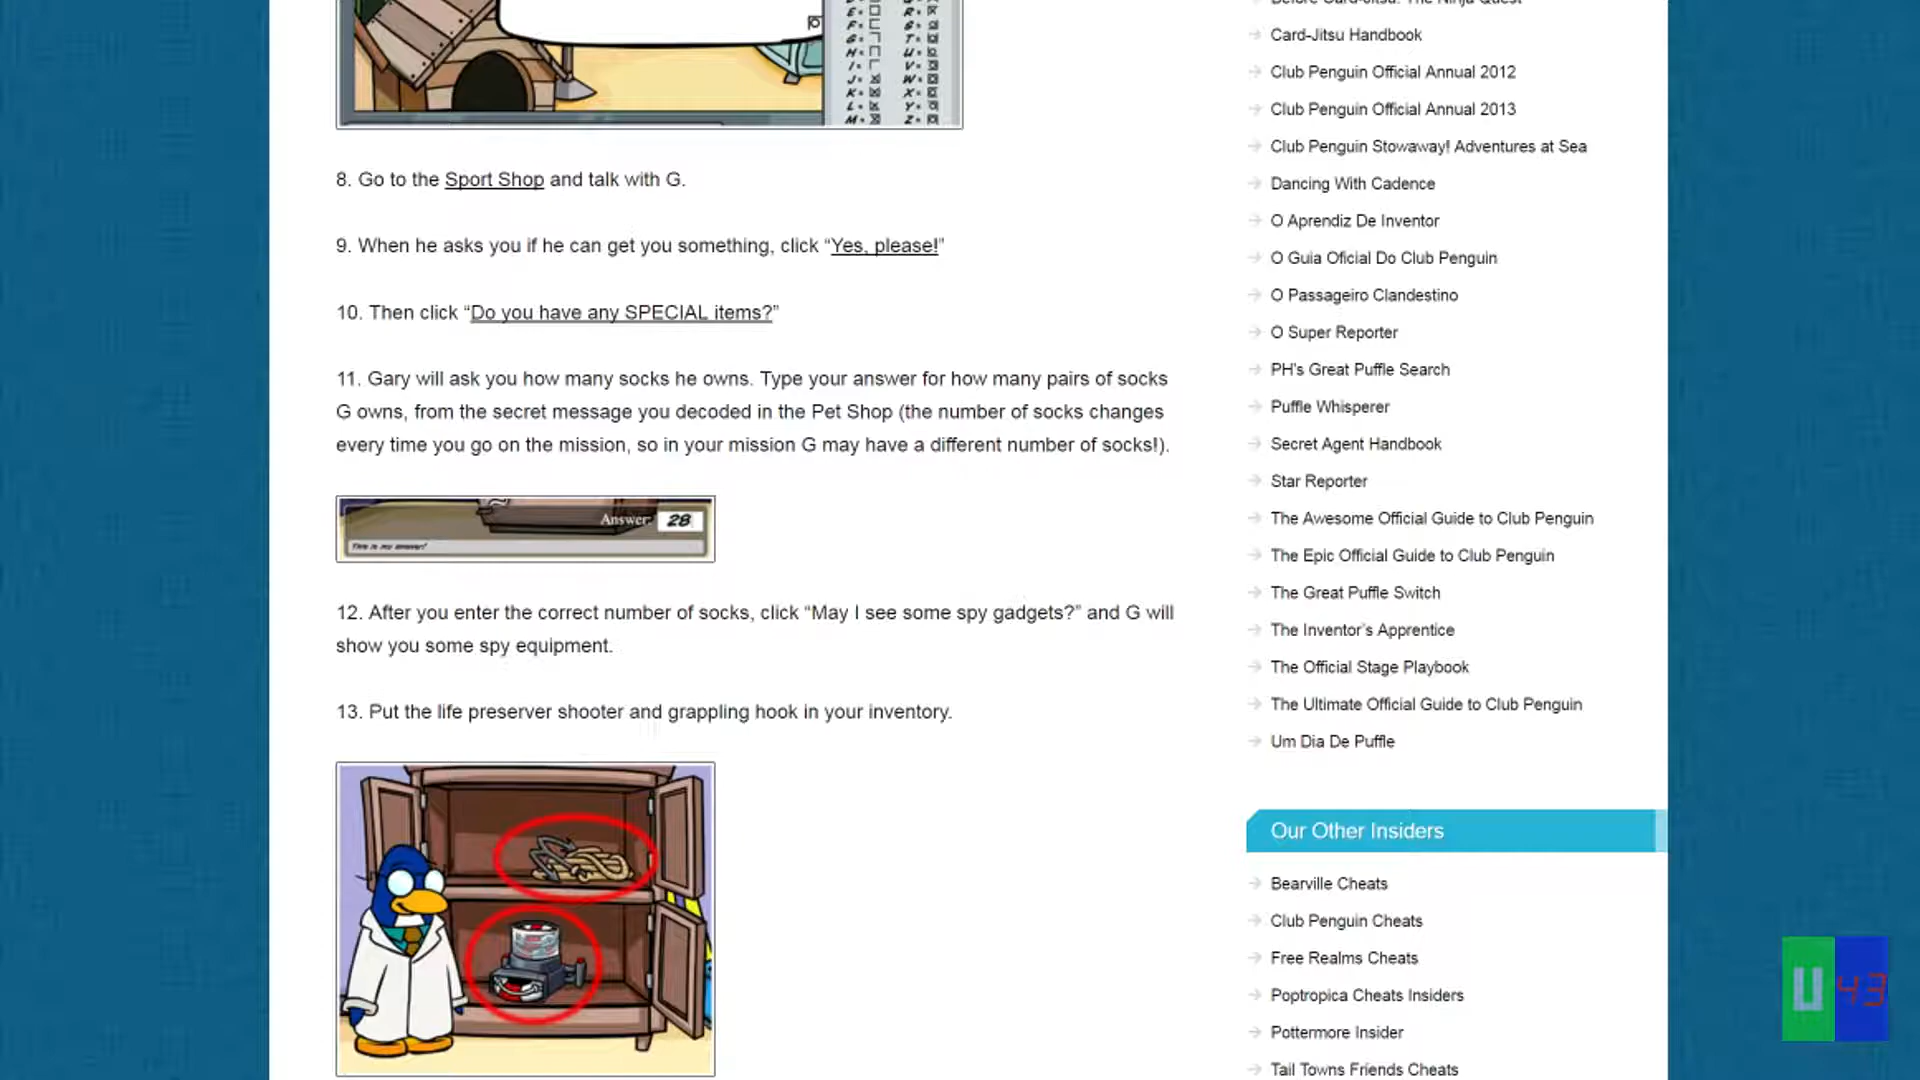 E= R=
F= S=
G= T=
H= U=
I= V=
J= W=
K= X=
L= Y=
M= Z=
8. Go to the Sport Shop and talk with G.
9. When he asks you if he can get you something, click “Yes, please!”
10. Then click “Do you have any SPECIAL items?”
11. Gary will ask you how many socks he owns. Type your answer for how many pairs of socks
G owns, from the secret message you decoded in the Pet Shop (the number of socks changes
every time you go on the mission, so in your mission G may have a different number of socks!).
Answer: 28
This is my answer!
12. After you enter the correct number of socks, click “May I see some spy gadgets?” and G will
show you some spy equipment.
13. Put the life preserver shooter and grappling hook in your inventory.
Before Card-Jitsu: The Ninja Quest
Card-Jitsu Handbook
Club Penguin Official Annual 2012
Club Penguin Official Annual 2013
Club Penguin Stowaway! Adventures at Sea
Dancing With Cadence
O Aprendiz De Inventor
O Guia Oficial Do Club Penguin
O Passageiro Clandestino
O Super Reporter
PH's Great Puffle Search
Puffle Whisperer
Secret Agent Handbook
Star Reporter
The Awesome Official Guide to Club Penguin
The Epic Official Guide to Club Penguin
The Great Puffle Switch
The Inventor’s Apprentice
The Official Stage Playbook
The Ultimate Official Guide to Club Penguin
Um Dia De Puffle
Our Other Insiders
Bearville Cheats
Club Penguin Cheats
Free Realms Cheats
Poptropica Cheats Insiders
Pottermore Insider
Tail Towns Friends Cheats
U 43